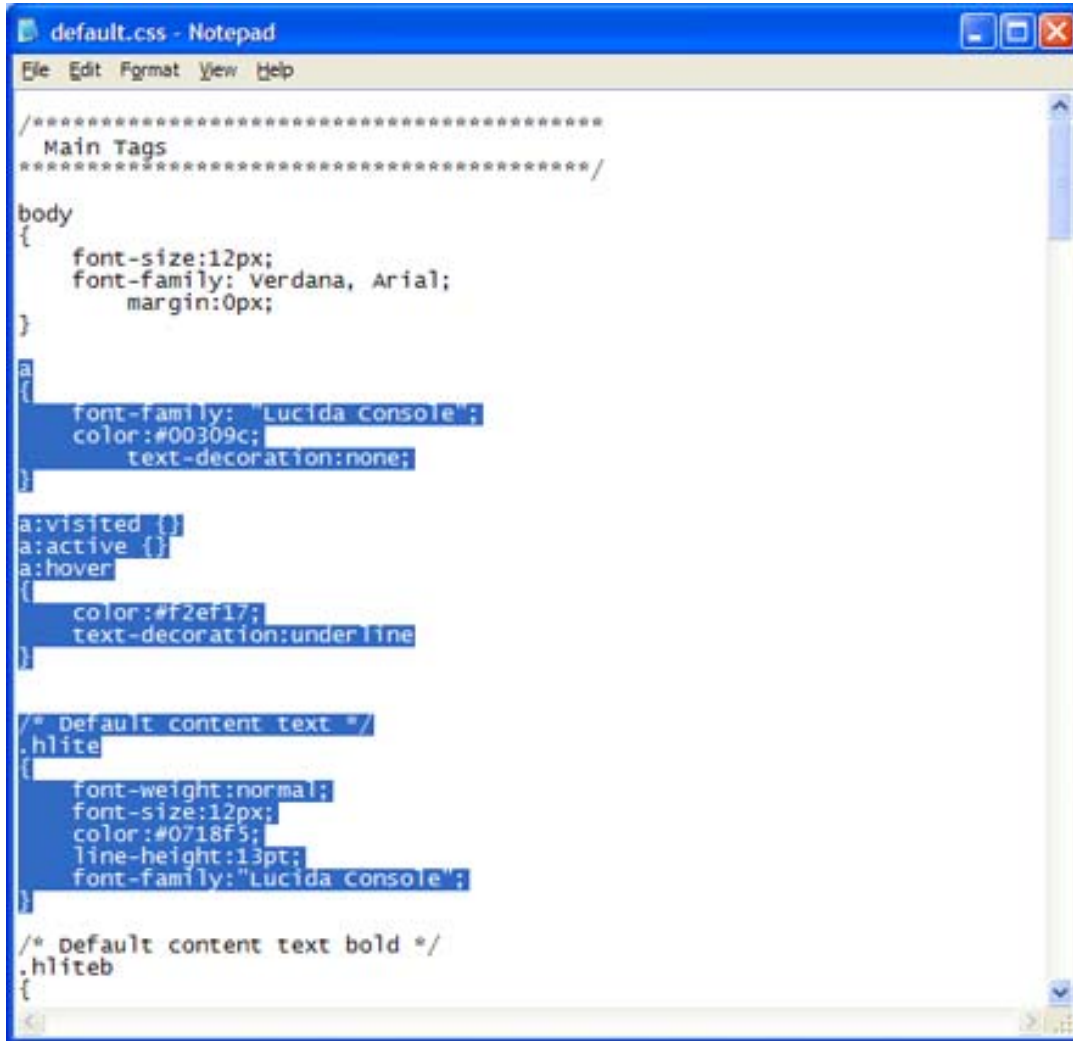 default.css - Notepad
File Edit Format View Help
/*******************************************
  Main Tags
*******************************************/
body
{
    font-size:12px;
    font-family: Verdana, Arial;
        margin:0px;
}
a
{
    font-family: "Lucida Console";
    color:#00309c;
        text-decoration:none;
}
a:visited {}
a:active {}
a:hover
{
    color:#f2ef17;
    text-decoration:underline
}
/* Default content text */
.hlite
{
    font-weight:normal;
    font-size:12px;
    color:#0718f5;
    line-height:13pt;
    font-family:"Lucida Console";
}
/* Default content text bold */
.hliteb
{